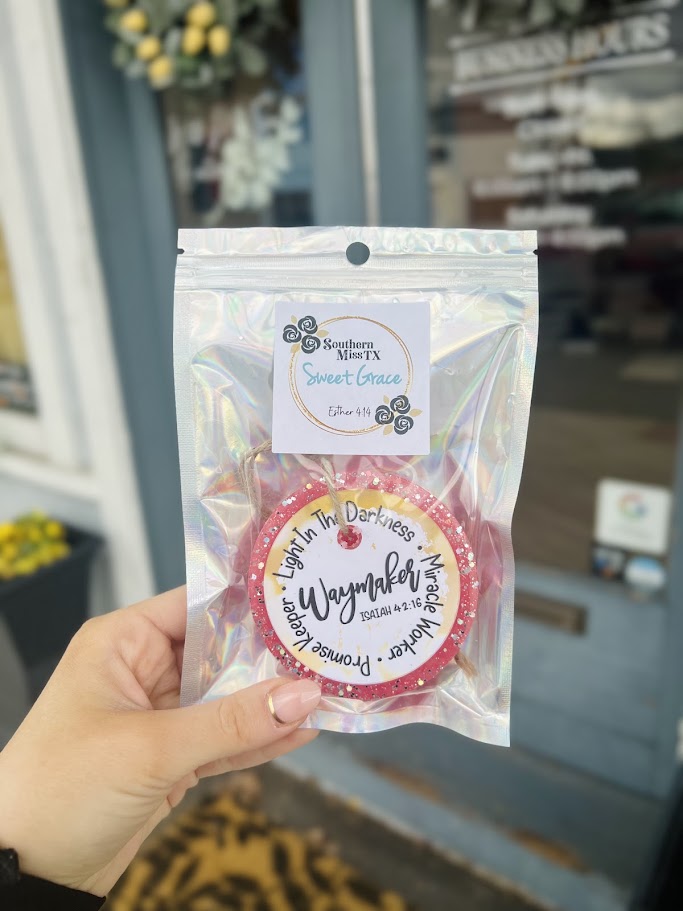 BUSINESS HOURS
Southern
Miss TX
Sweet Grace
Esther 4:14
Light In The Darkness • Miracle Worker • Promise Keeper •
Waymaker
ISAIAH 42:16